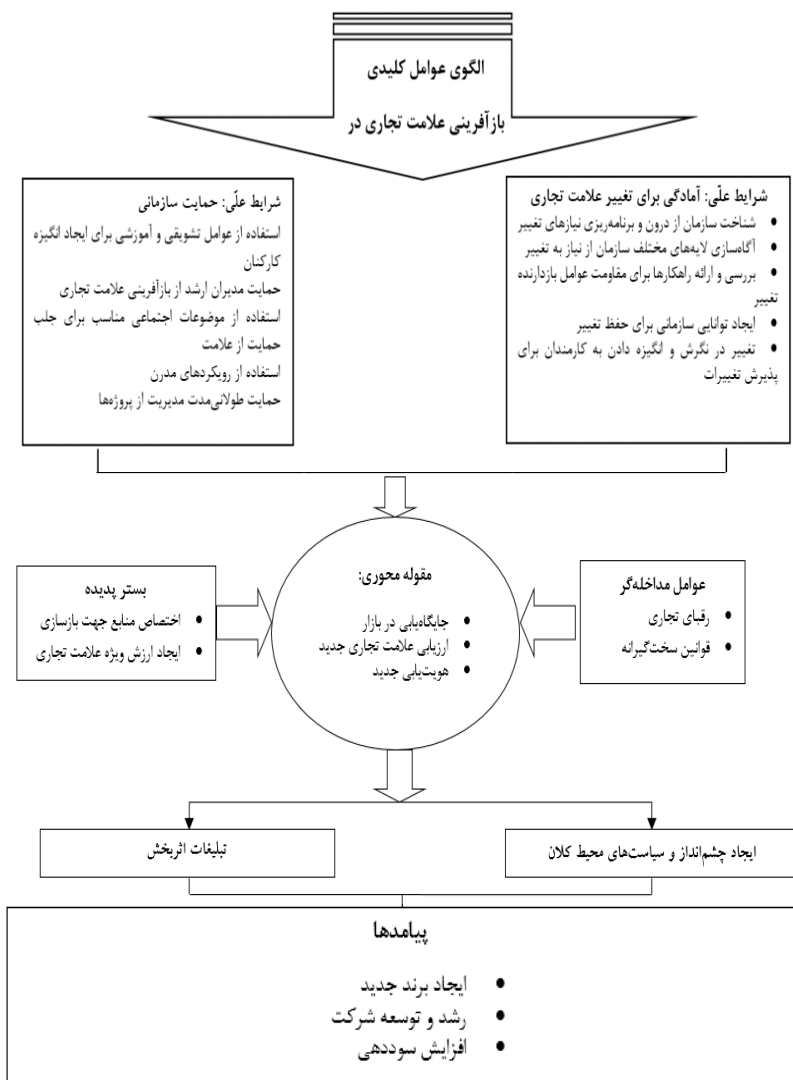 الگوی عوامل کلیدی
بازآفرینی علامت تجاری در
شرایط علّی: آمادگی برای تغییر علامت تجاری
• شناخت سازمان از درون و برنامه‌ریزی نیازهای تغییر
• آگاه‌سازی لایه‌های مختلف سازمان از نیاز به تغییر
• بررسی و ارائه راهکارها برای مقاومت عوامل بازدارنده
تغییر
• ایجاد توانایی سازمانی برای حفظ تغییر
• تغییر در نگرش و انگیزه دادن به کارمندان برای
پذیرش تغییرات
شرایط علّی: حمایت سازمانی
استفاده از عوامل تشویقی و آموزشی برای ایجاد انگیزه
کارکنان
حمایت مدیران ارشد از بازآفرینی علامت تجاری
استفاده از موضوعات اجتماعی مناسب برای جلب
حمایت از علامت
استفاده از رویکردهای مدرن
حمایت طولانی‌مدت مدیریت از پروژه‌ها
عوامل مداخله‌گر
• رقبای تجاری
• قوانین سخت‌گیرانه
مقوله محوری:
• جایگاه‌یابی در بازار
• ارزیابی علامت تجاری جدید
• هویت‌یابی جدید
بستر پدیده
• اختصاص منابع جهت بازسازی
• ایجاد ارزش ویژه علامت تجاری
ایجاد چشم‌انداز و سیاست‌های محیط کلان
تبلیغات اثربخش
پیامدها
• ایجاد برند جدید
• رشد و توسعه شرکت
• افزایش سوددهی